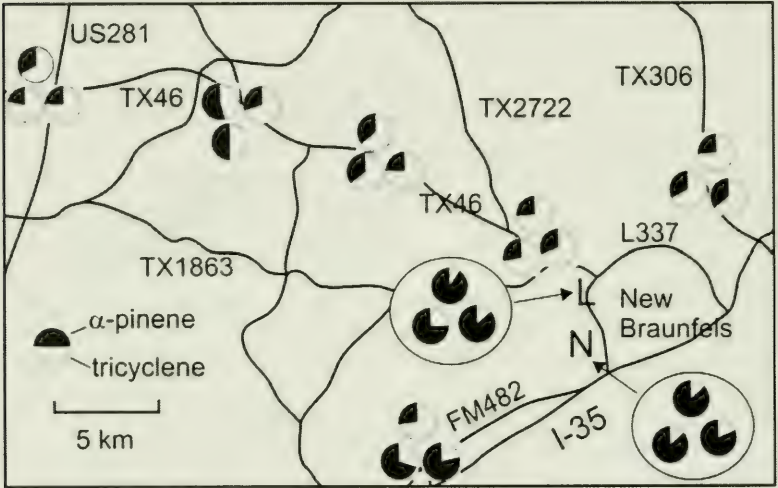 US281
TX46
TX2722
TX306
TX46
TX1863
L337
L
New
Braunfels
N
α-pinene
tricyclene
5 km
FM482
I-35